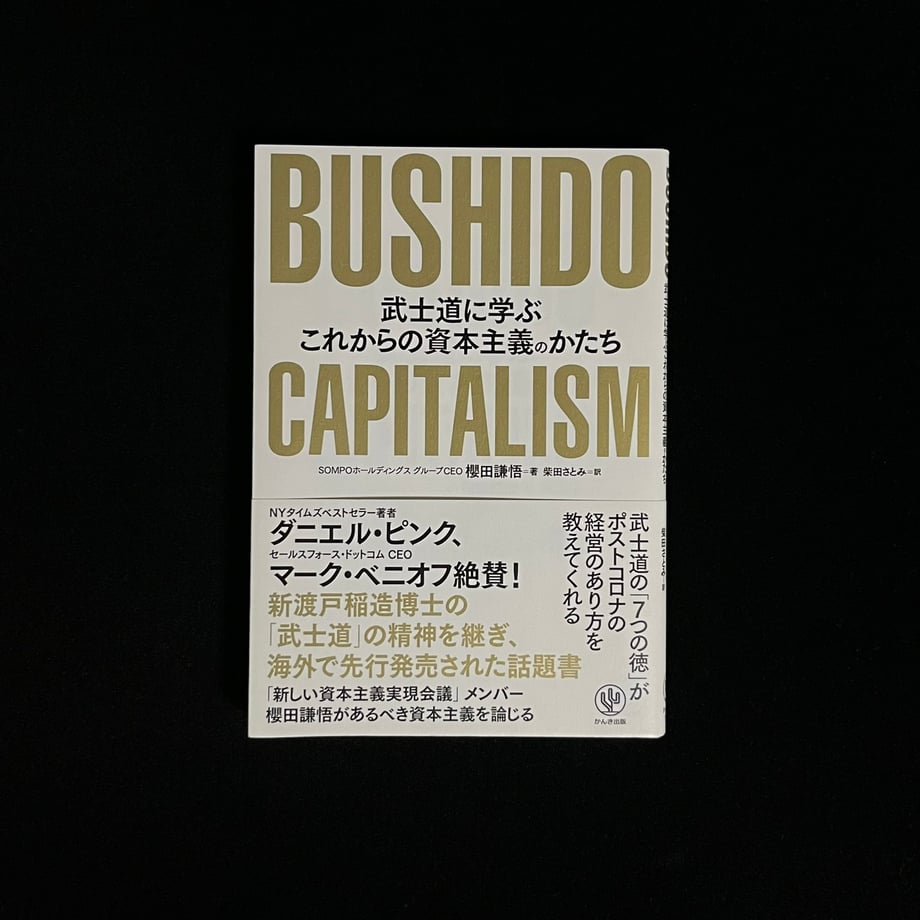 BUSHIDO
武士道に学ぶ
これからの資本主義のかたち
CAPITALISM
SOMPOホールディングス グループCEO 櫻田謙悟=著 柴田さとみ=訳
NYタイムズベストセラー著者
ダニエル・ピンク、
セールスフォース・ドットコム CEO
マーク・ベニオフ絶賛!
新渡戸稲造博士の
「武士道」の精神を継ぎ、
海外で先行発売された話題書
「新しい資本主義実現会議」メンバー
櫻田謙悟があるべき資本主義を論じる
武士道の「7つの徳」が
ポストコロナの
経営のあり方を
教えてくれる
かんき出版